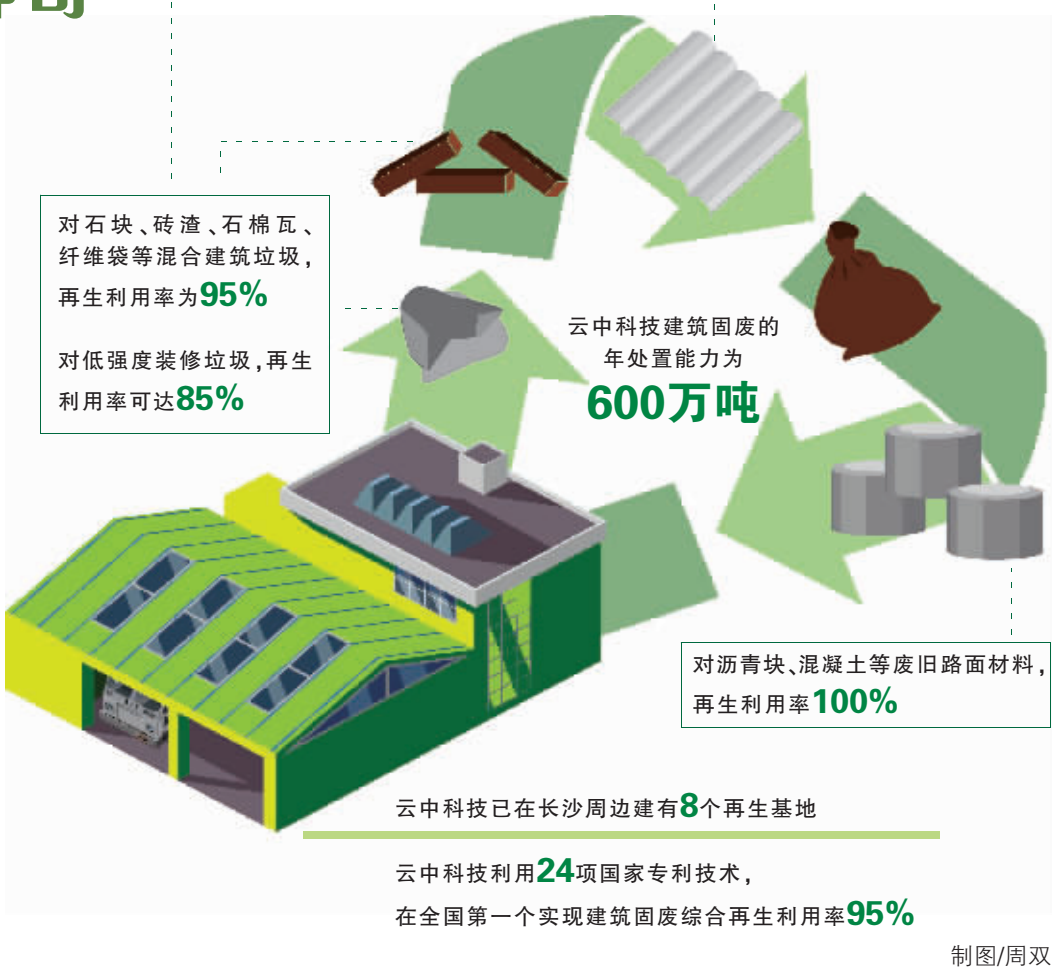 对石块、砖渣、石棉瓦、
纤维袋等混合建筑垃圾，
再生利用率为95%
对低强度装修垃圾，再生
利用率可达85%
云中科技建筑固废的
年处置能力为
600万吨
对沥青块、混凝土等废旧路面材料，
再生利用率100%
云中科技已在长沙周边建有8个再生基地
云中科技利用24项国家专利技术，
在全国第一个实现建筑固废综合再生利用率95%
制图/周双